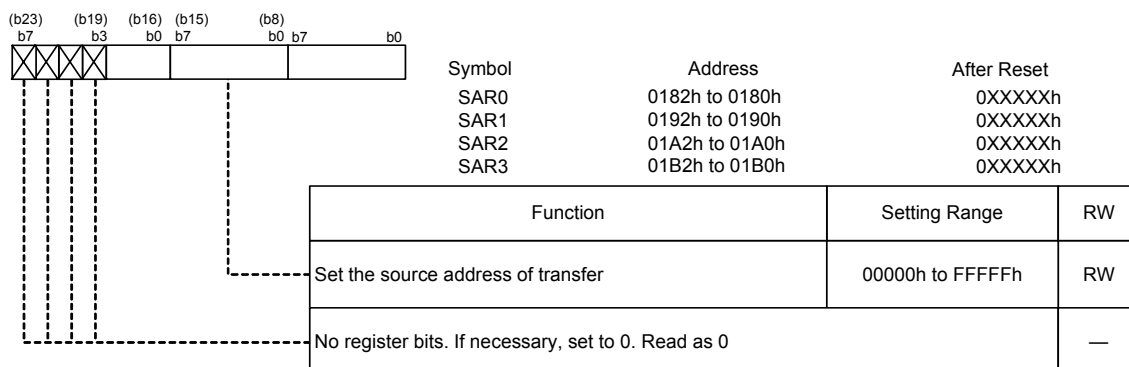 (b23) (b19) (b16) (b15) (b8)
b7 b3 b0 b7 b0 b7 b0
Symbol Address After Reset
SAR0 0182h to 0180h 0XXXXXh
SAR1 0192h to 0190h 0XXXXXh
SAR2 01A2h to 01A0h 0XXXXXh
SAR3 01B2h to 01B0h 0XXXXXh
Function Setting Range RW
Set the source address of transfer 00000h to FFFFFh RW
No register bits. If necessary, set to 0. Read as 0 —